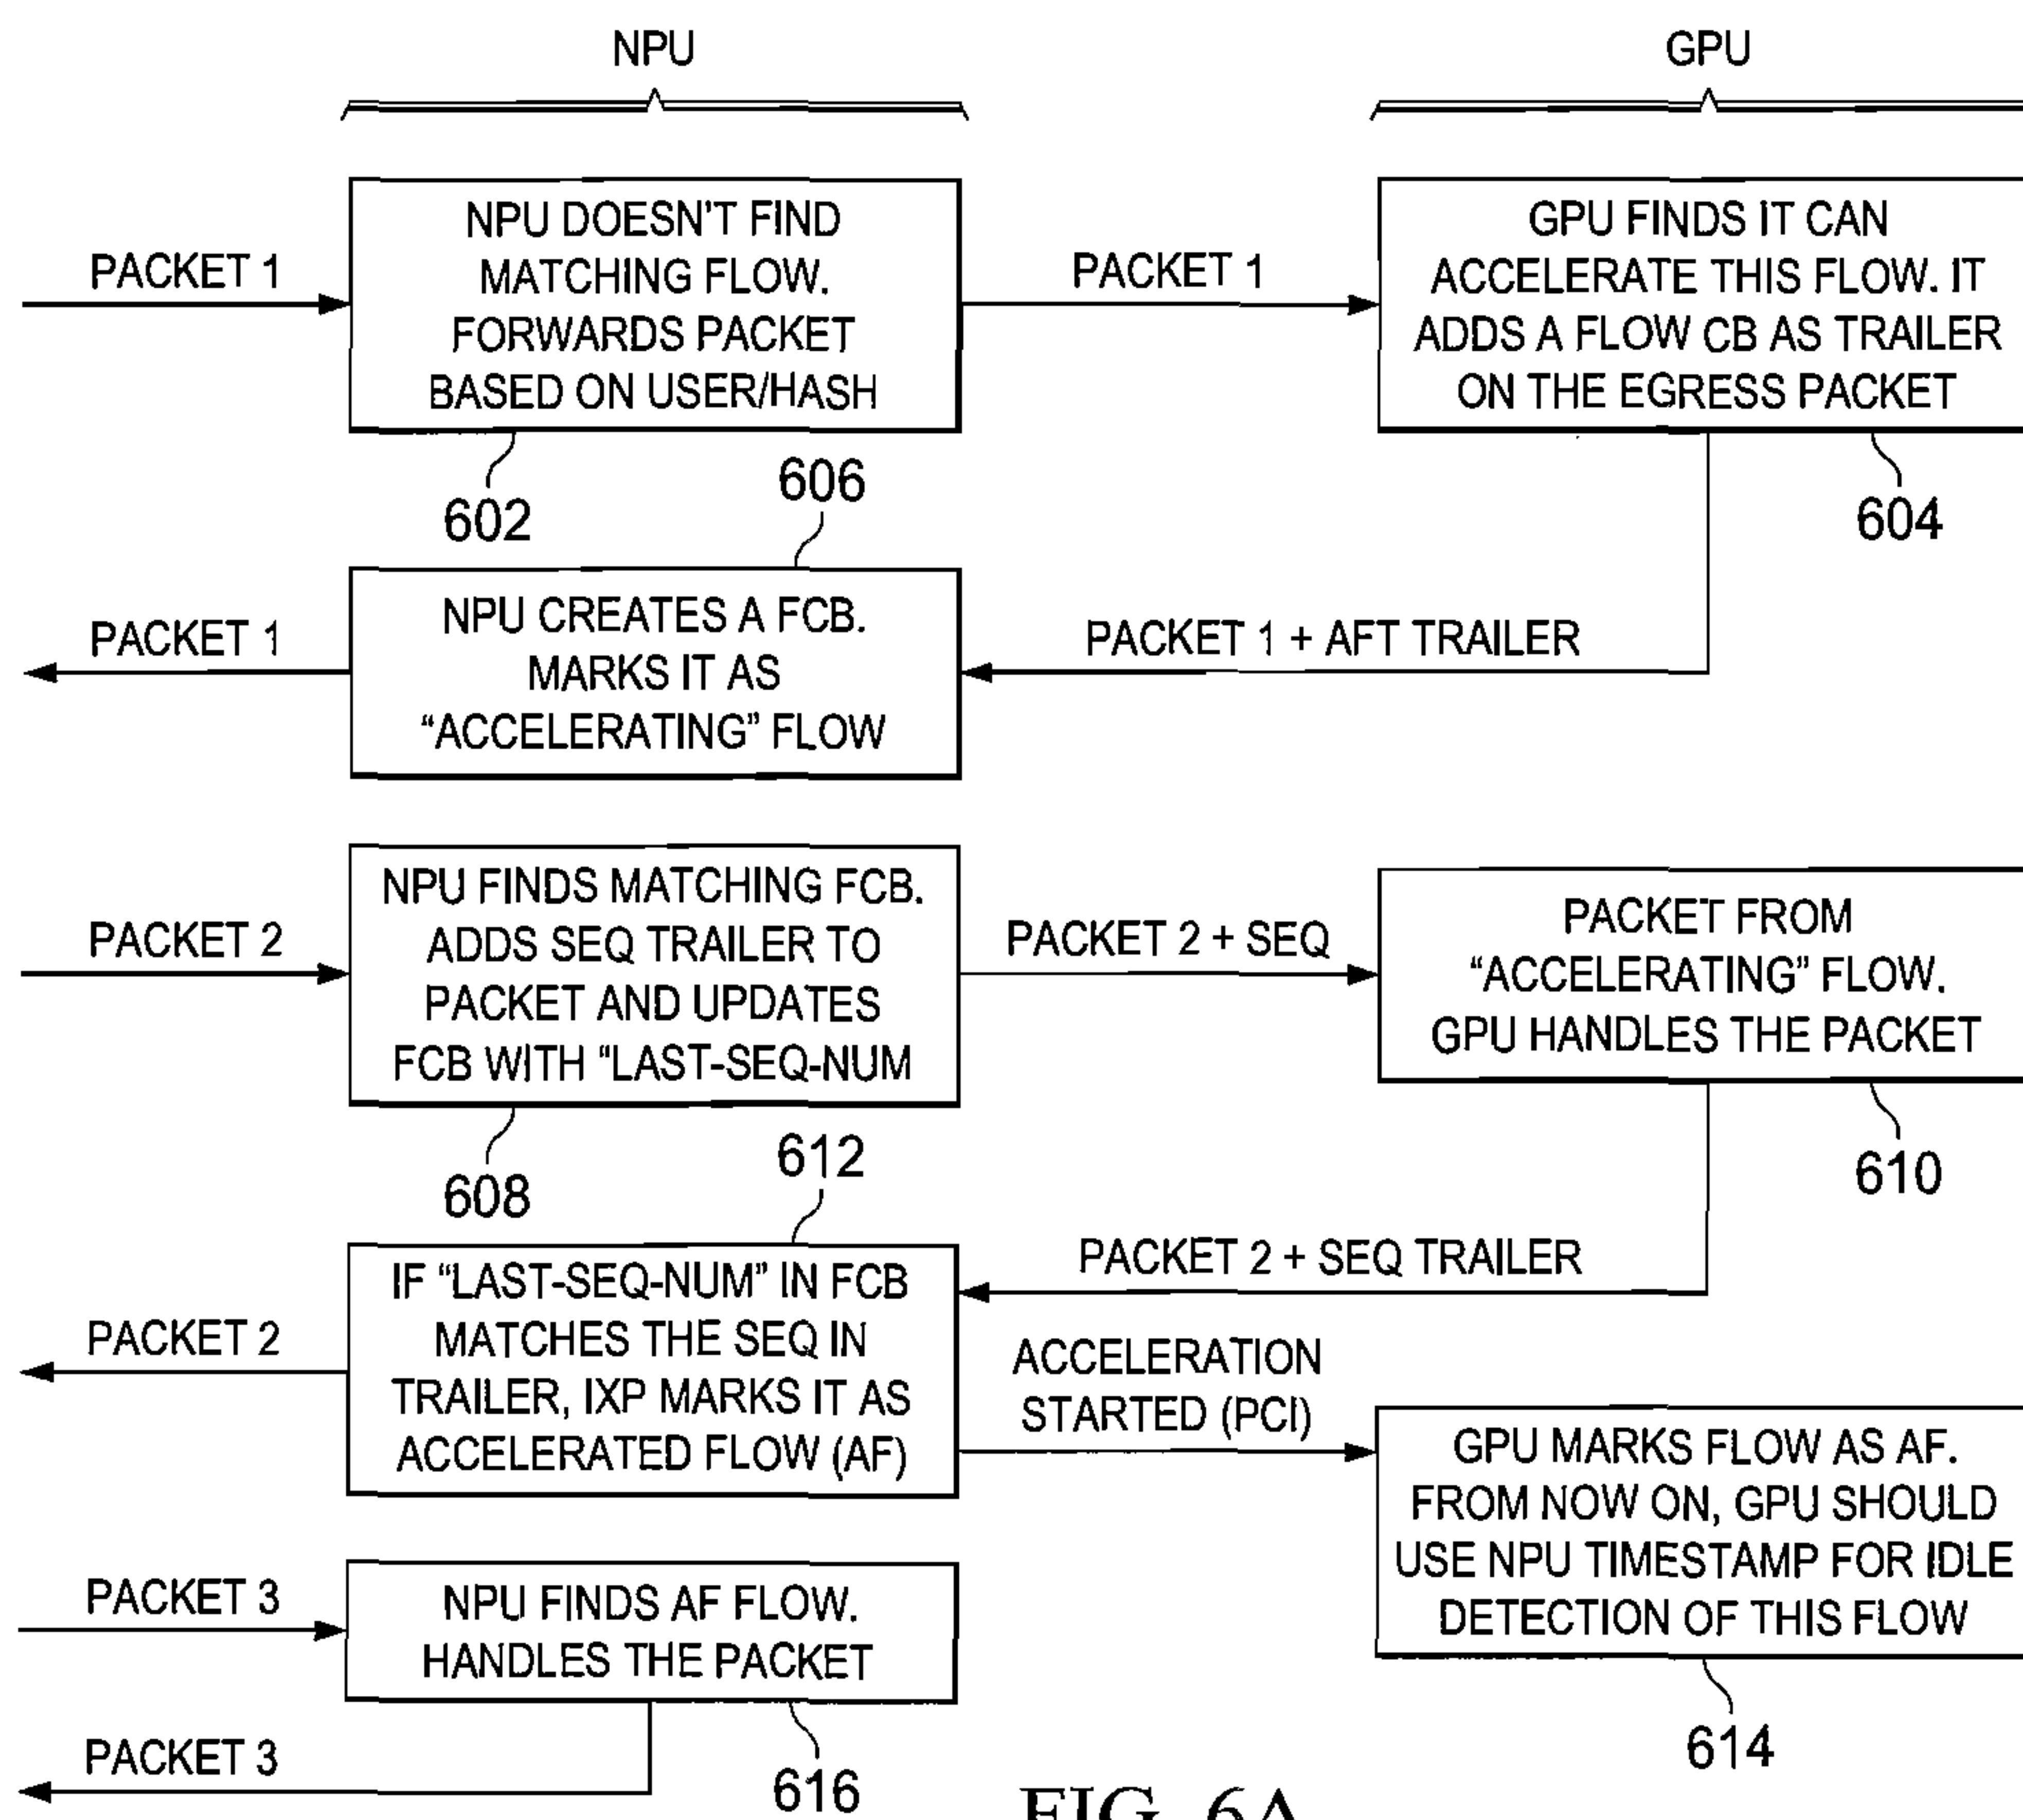 NPU
GPU
PACKET 1
NPU DOESN'T FIND
MATCHING FLOW.
FORWARDS PACKET
BASED ON USER/HASH
602
PACKET 1
GPU FINDS IT CAN
ACCELERATE THIS FLOW. IT
ADDS A FLOW CB AS TRAILER
ON THE EGRESS PACKET
604
606
PACKET 1
NPU CREATES A FCB.
MARKS IT AS
“ACCELERATING” FLOW
PACKET 1 + AFT TRAILER
PACKET 2
NPU FINDS MATCHING FCB.
ADDS SEQ TRAILER TO
PACKET AND UPDATES
FCB WITH “LAST-SEQ-NUM
608
PACKET 2 + SEQ
PACKET FROM
“ACCELERATING” FLOW.
GPU HANDLES THE PACKET
610
612
PACKET 2
IF “LAST-SEQ-NUM” IN FCB
MATCHES THE SEQ IN
TRAILER, IXP MARKS IT AS
ACCELERATED FLOW (AF)
PACKET 2 + SEQ TRAILER
ACCELERATION
STARTED (PCI)
GPU MARKS FLOW AS AF.
FROM NOW ON, GPU SHOULD
USE NPU TIMESTAMP FOR IDLE
DETECTION OF THIS FLOW
614
PACKET 3
NPU FINDS AF FLOW.
HANDLES THE PACKET
616
PACKET 3
FIG. 6A